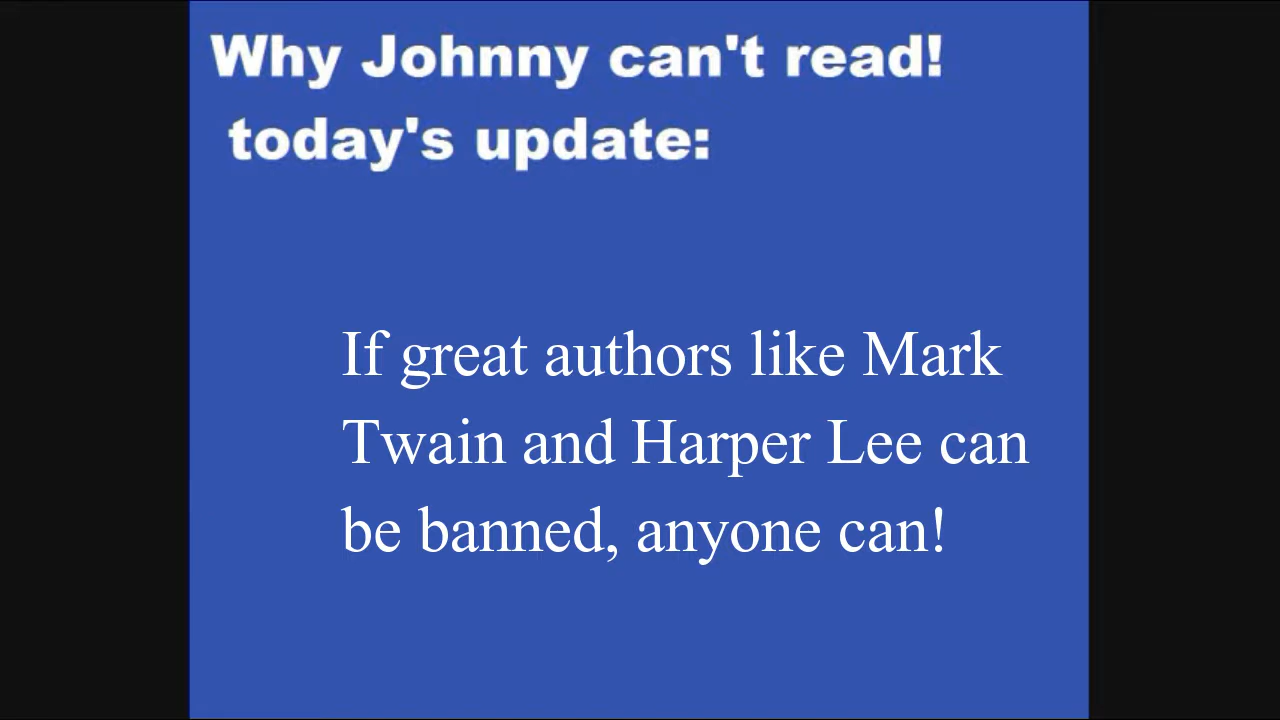 Why Johnny can't read!
today's update:
If great authors like Mark
Twain and Harper Lee can
be banned, anyone can!